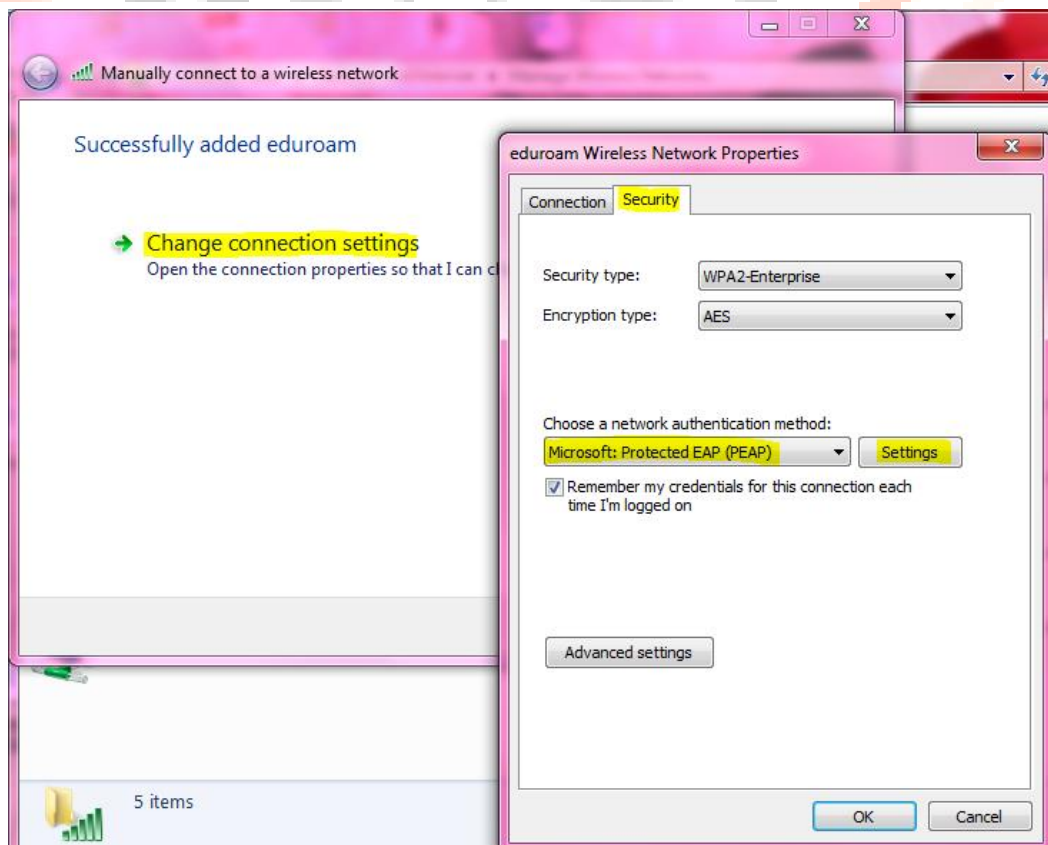 Manually connect to a wireless network
Successfully added eduroam
Change connection settings
Open the connection properties so that I can
5 items
eduroam Wireless Network Properties
Connection Security
Security type: WPA2-Enterprise
Encryption type: AES
Choose a network authentication method:
Microsoft: Protected EAP (PEAP) Settings
Remember my credentials for this connection each
time I'm logged on
Advanced settings
OK Cancel